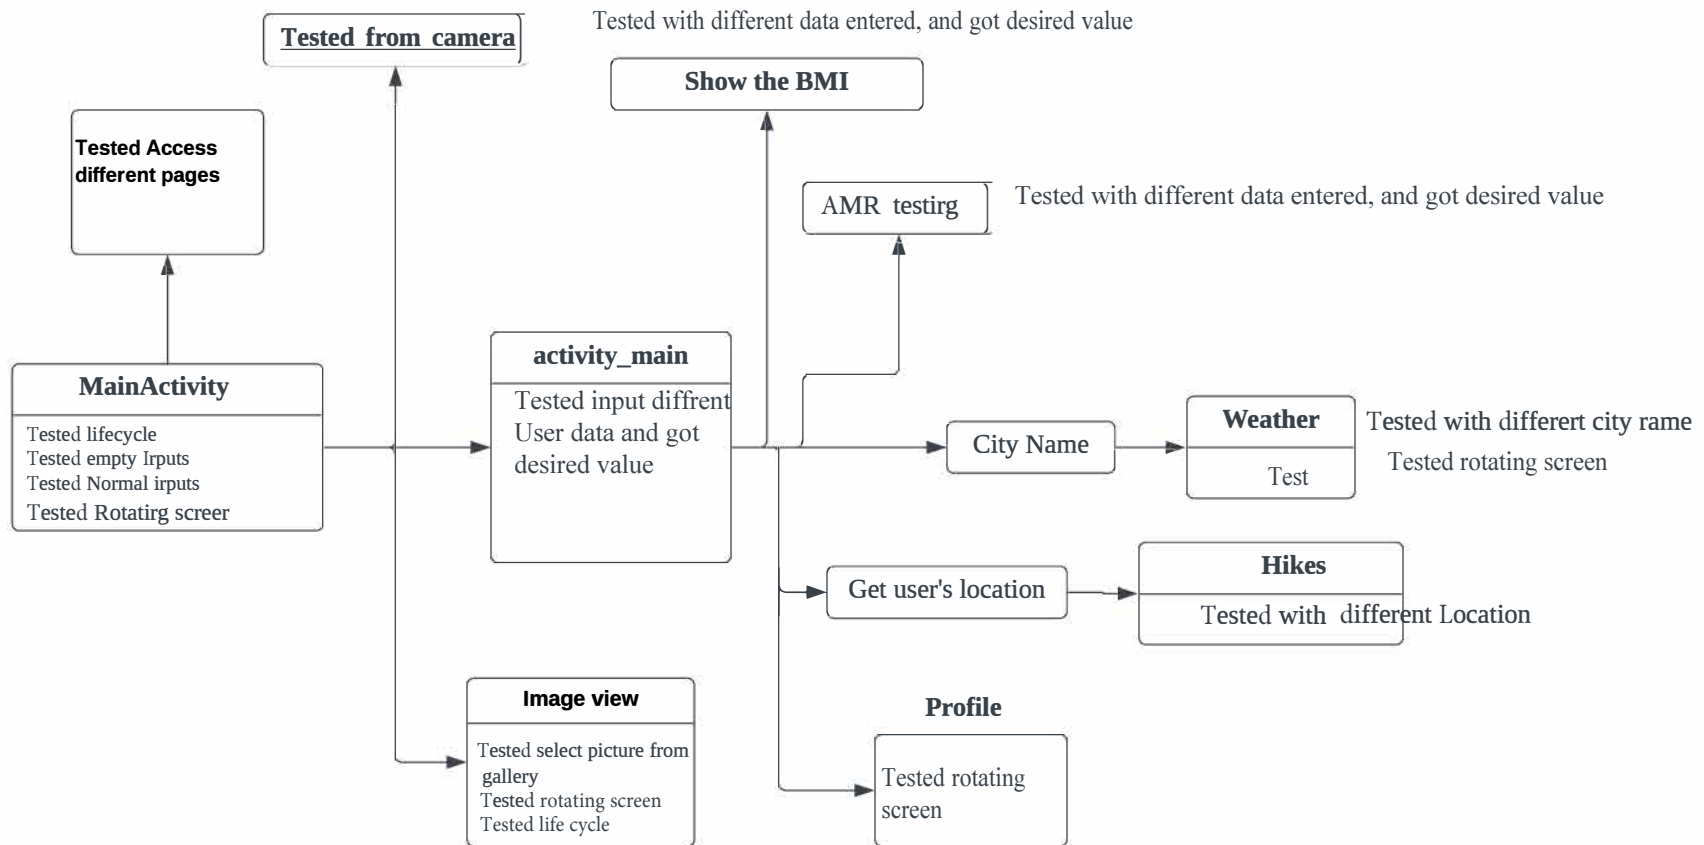 Tested from camera
Tested with different data entered, and got desired value
Show the BMI
Tested Access
different pages
AMR testirg
Tested with different data entered, and got desired value
MainActivity
Tested lifecycle
Tested empty Irputs
Tested Normal inputs
Tested Rotatirg screer
activity_main
Tested input diffrent
User data and got
desired value
City Name
Weather
Test
Tested with differert city rame
Tested rotating screen
Get user's location
Hikes
Tested with different Location
Image view
Tested select picture from
gallery
Tested rotating screen
Tested life cycle
Profile
Tested rotating
screen